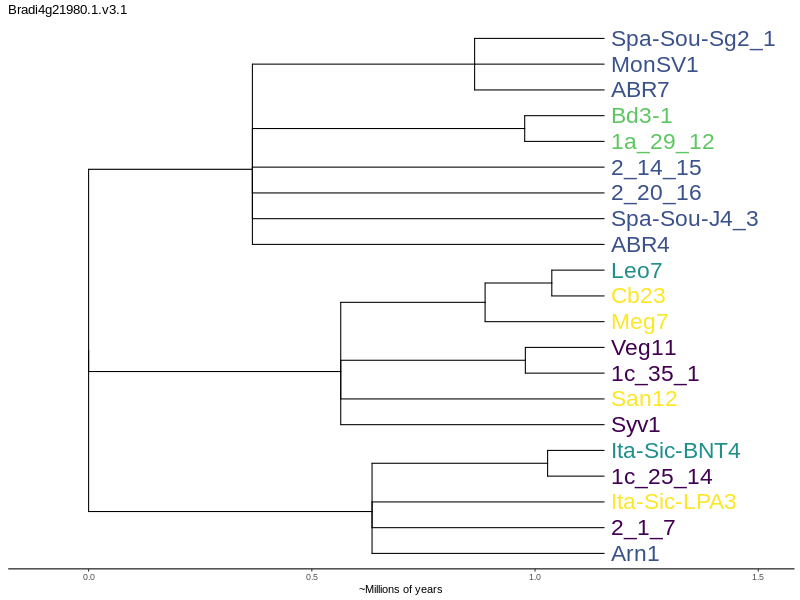 Bradi4g21980.1.v3.1
Spa-Sou-Sg2_1
MonSV1
ABR7
Bd3-1
1a_29_12
2_14_15
2_20_16
Spa-Sou-J4_3
ABR4
Leo7
Cb23
Meg7
Veg11
1c_35_1
San12
Syv1
Ita-Sic-BNT4
1c_25_14
Ita-Sic-LPA3
2_1_7
Arn1
0.0 0.5 1.0 1.5
~Millions of years